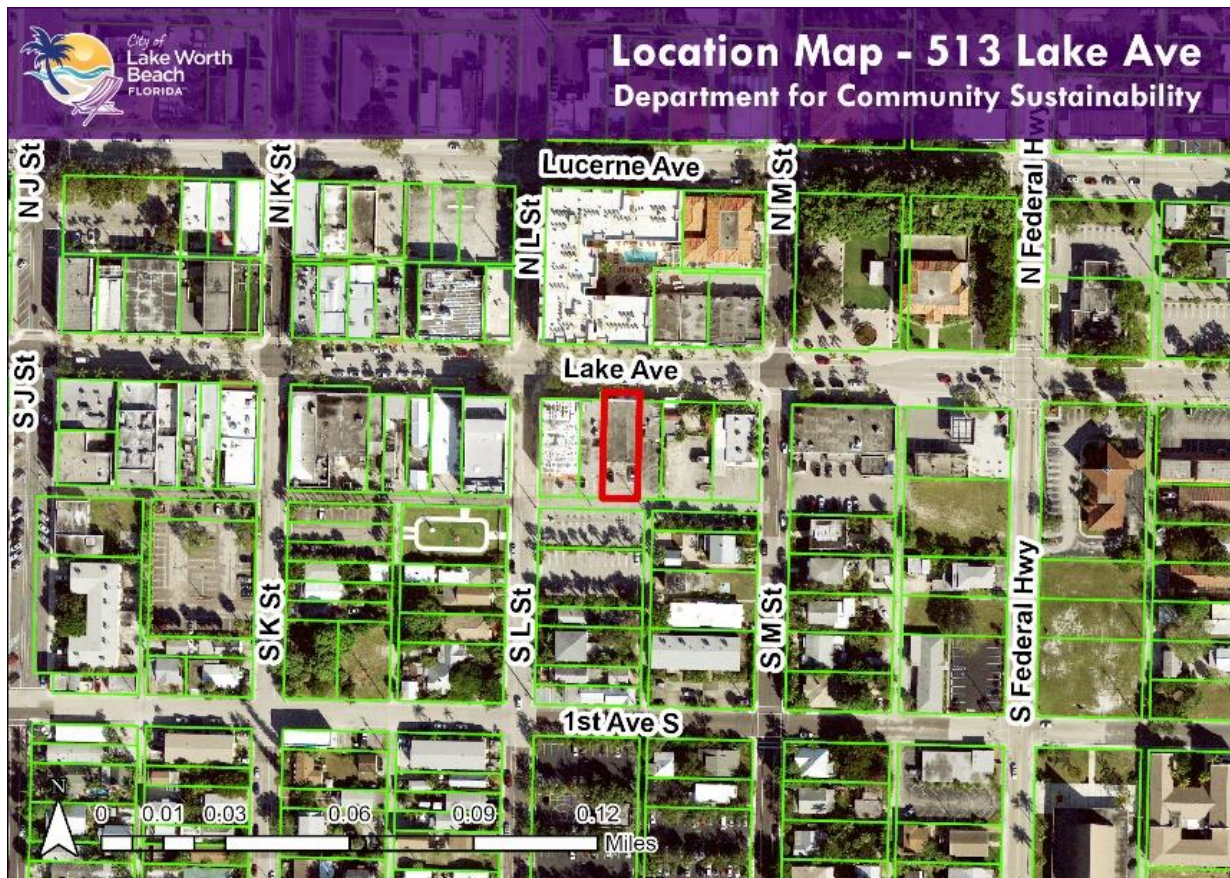 City of
Lake Worth
Beach
FLORIDA
Location Map - 513 Lake Ave
Department for Community Sustainability
N J St
N K St
N L St
Lucerne Ave
N M St
N Federal Hwy
S J St
Lake Ave
S K St
S L St
S M St
S Federal Hwy
1st Ave S
N
0 0.01 0.03 0.06 0.09 0.12
Miles